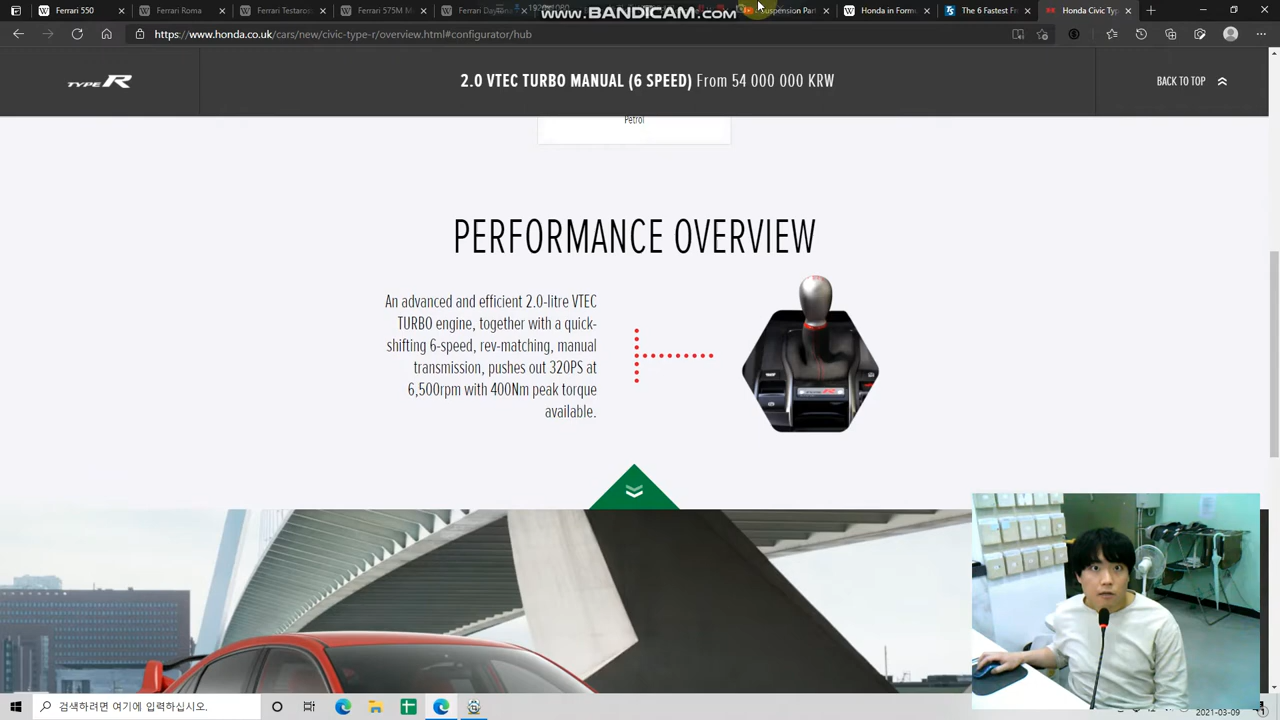 Ferrari 550
Ferrari Roma
Ferrari Testaros
Ferrari 575M M
Ferrari Dayton
www.BANDICAM.com
Suspension Par
Honda in Form
The 6 Fastest Fr
Honda Civic Typ
https://www.honda.co.uk/cars/new/civic-type-r/overview.html#configurator/hub
TYPE R
2.0 VTEC TURBO MANUAL (6 SPEED) From 54 000 000 KRW
BACK TO TOP
Petrol
PERFORMANCE OVERVIEW
An advanced and efficient 2.0-litre VTEC
TURBO engine, together with a quick-
shifting 6-speed, rev-matching, manual
transmission, pushes out 320PS at
6,500rpm with 400Nm peak torque
available.
검색하려면 여기에 입력하십시오.
2021-03-09